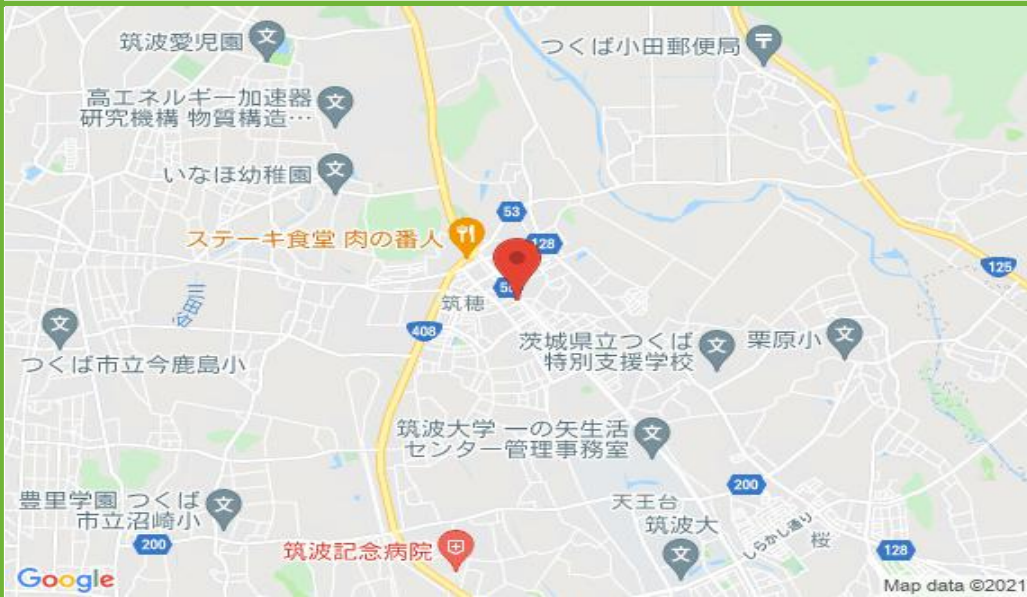 筑波愛児園
つくば小田郵便局
高エネルギー加速器
研究機構 物質構造…
いなほ幼稚園
53
ステーキ食堂 肉の番人
128
125
筑穂
408
茨城県立つくば
特別支援学校
栗原小
つくば市立今鹿島小
筑波大学 一の矢生活
センター管理事務室
200
豊里学園 つくば
市立沼崎小
天王台
筑波大
しらかし通り
桜
200
128
筑波記念病院
Google
Map data ©2021